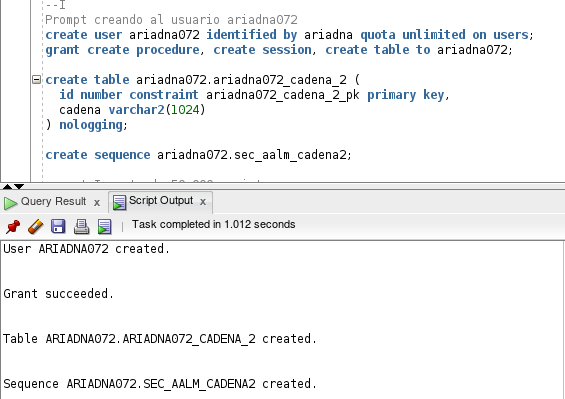 --I
Prompt creando al usuario ariadna072
create user ariadna072 identified by ariadna quota unlimited on users;
grant create procedure, create session, create table to ariadna072;
create table ariadna072.ariadna072_cadena_2 (
id number constraint ariadna072_cadena_2_pk primary key,
cadena varchar2(1024)
) nologging;
create sequence ariadna072.sec_aalm_cadena2;
Query Result x Script Output x
Task completed in 1.012 seconds
User ARIADNA072 created.
Grant succeeded.
Table ARIADNA072.ARIADNA072_CADENA_2 created.
Sequence ARIADNA072.SEC_AALM_CADENA2 created.